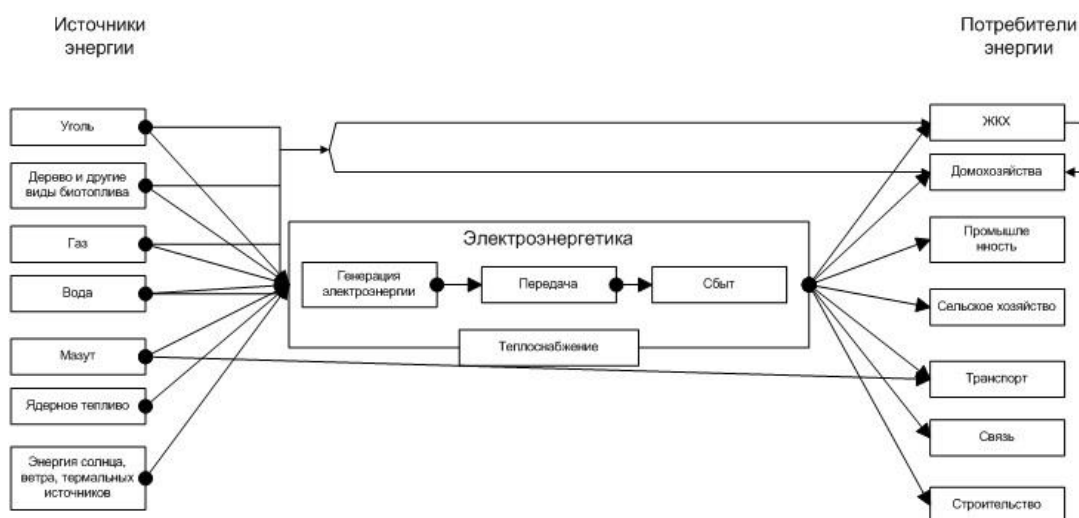 Источники
энергии
Потребители
энергии
Уголь
Дерево и другие
виды биотоплива
Газ
Вода
Мазут
Ядерное тепливо
Энергия солнца,
ветра, термальных
источников
Электроэнергетика
Генерация
электроэнергии
Передача
Сбыт
Теплоснабжение
ЖКХ
Домохозяйства
Промышле
нность
Сельское хозяйство
Транспорт
Связь
Строительство